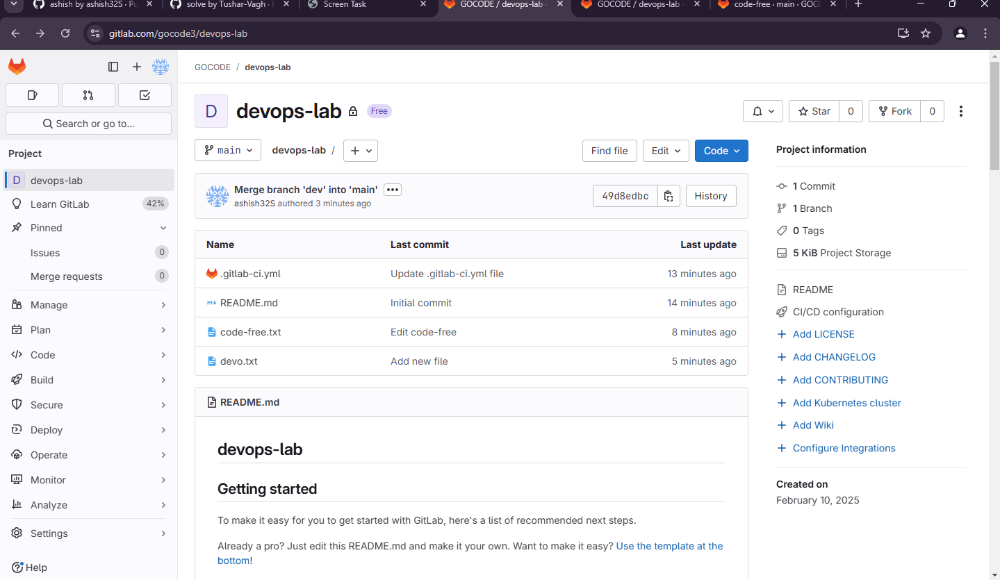 ashish by ashish32S · Pu
solve by Tushar-Vagh ·
Screen Task
GOCODE / devops-lab ·
GOCODE / devops-lab ·
code-free · main · GOCO
gitlab.com/gocode3/devops-lab
GOCODE / devops-lab
Search or go to...
Project
D devops-lab
Learn GitLab 42%
Pinned
Issues 0
Merge requests 0
Manage
Plan
Code
Build
Secure
Deploy
Operate
Monitor
Analyze
Settings
Help
D devops-lab Free
Star 0 Fork 0
main devops-lab / Find file Edit Code
Merge branch 'dev' into 'main'
ashish32S authored 3 minutes ago
49d8edbc History
Name Last commit Last update
.gitlab-ci.yml Update .gitlab-ci.yml file 13 minutes ago
README.md Initial commit 14 minutes ago
code-free.txt Edit code-free 8 minutes ago
devo.txt Add new file 5 minutes ago
README.md
devops-lab
Getting started
To make it easy for you to get started with GitLab, here's a list of recommended next steps.
Already a pro? Just edit this README.md and make it your own. Want to make it easy? Use the template at the
bottom!
Project information
1 Commit
1 Branch
0 Tags
5 KiB Project Storage
README
CI/CD configuration
Add LICENSE
Add CHANGELOG
Add CONTRIBUTING
Add Kubernetes cluster
Add Wiki
Configure Integrations
Created on
February 10, 2025